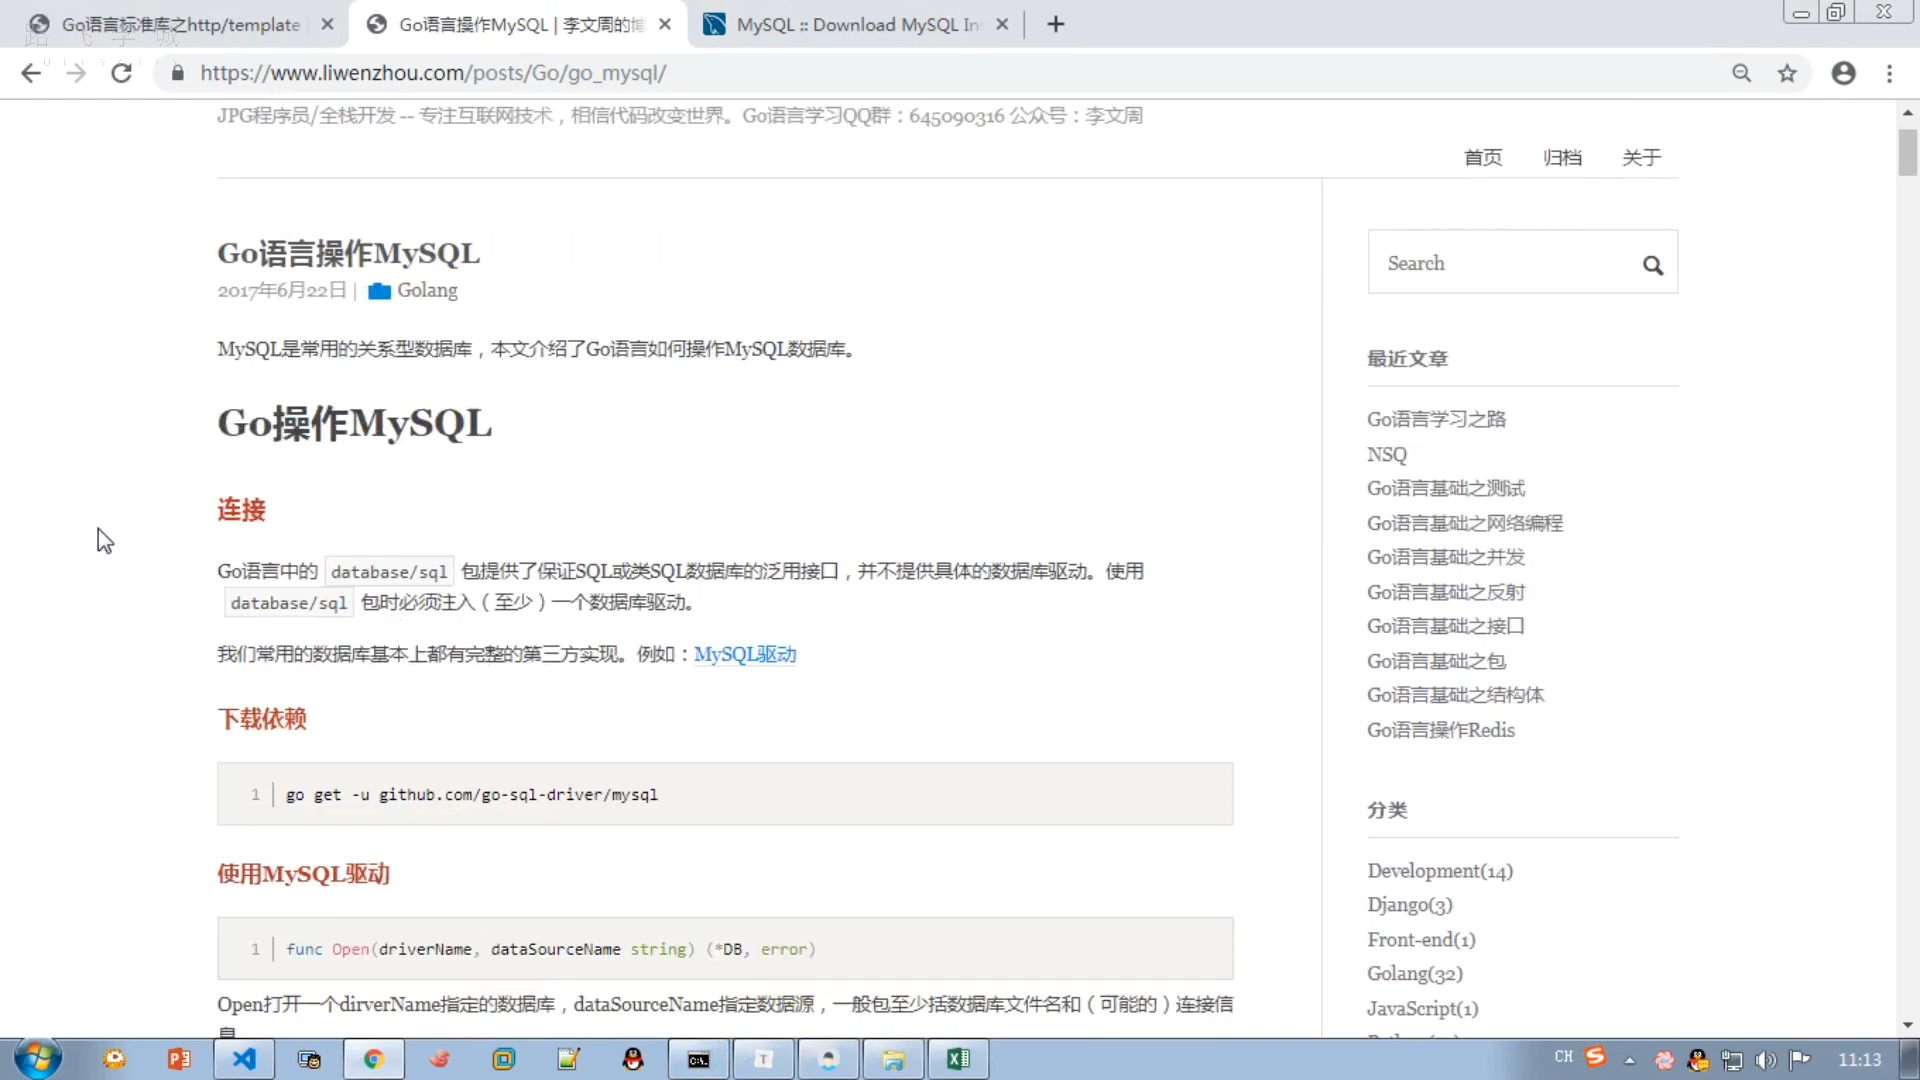 Go语言标准库之http/template
Go语言操作MySQL | 李文周的博
MySQL :: Download MySQL In
https://www.liwenzhou.com/posts/Go/go_mysql/
JPG程序员/全栈开发 -- 专注互联网技术，相信代码改变世界。Go语言学习QQ群：645090316 公众号：李文周
首页 归档 关于
Go语言操作MySQL
2017年6月22日 | Golang
MySQL是常用的关系型数据库，本文介绍了Go语言如何操作MySQL数据库。
Go操作MySQL
连接
Go语言中的 database/sql 包提供了保证SQL或类SQL数据库的泛用接口，并不提供具体的数据库驱动。使用
database/sql 包时必须注入（至少）一个数据库驱动。
我们常用的数据库基本上都有完整的第三方实现。例如：MySQL驱动
下载依赖
1 go get -u github.com/go-sql-driver/mysql
使用MySQL驱动
1 func Open(driverName, dataSourceName string) (*DB, error)
Open打开一个dirverName指定的数据库，dataSourceName指定数据源，一般包至少括数据库文件名和（可能的）连接信
息
Search
最近文章
Go语言学习之路
NSQ
Go语言基础之测试
Go语言基础之网络编程
Go语言基础之并发
Go语言基础之反射
Go语言基础之接口
Go语言基础之包
Go语言基础之结构体
Go语言操作Redis
分类
Development(14)
Django(3)
Front-end(1)
Golang(32)
JavaScript(1)
CH
11:13